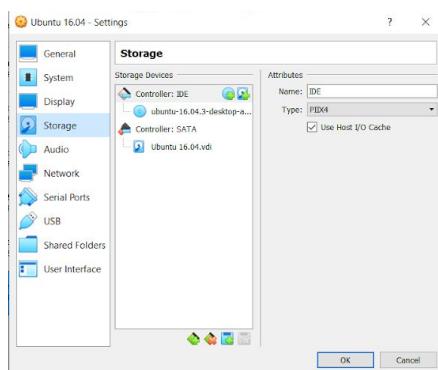 Ubuntu 16.04 - Settings
General
System
Display
Storage
Audio
Network
Serial Ports
USB
Shared Folders
User Interface
Storage
Storage Devices
Controller: IDE
ubuntu-16.04.3-desktop-a...
Controller: SATA
Ubuntu 16.04.vdi
Attributes
Name: IDE
Type: PIIX4
Use Host I/O Cache
OK Cancel